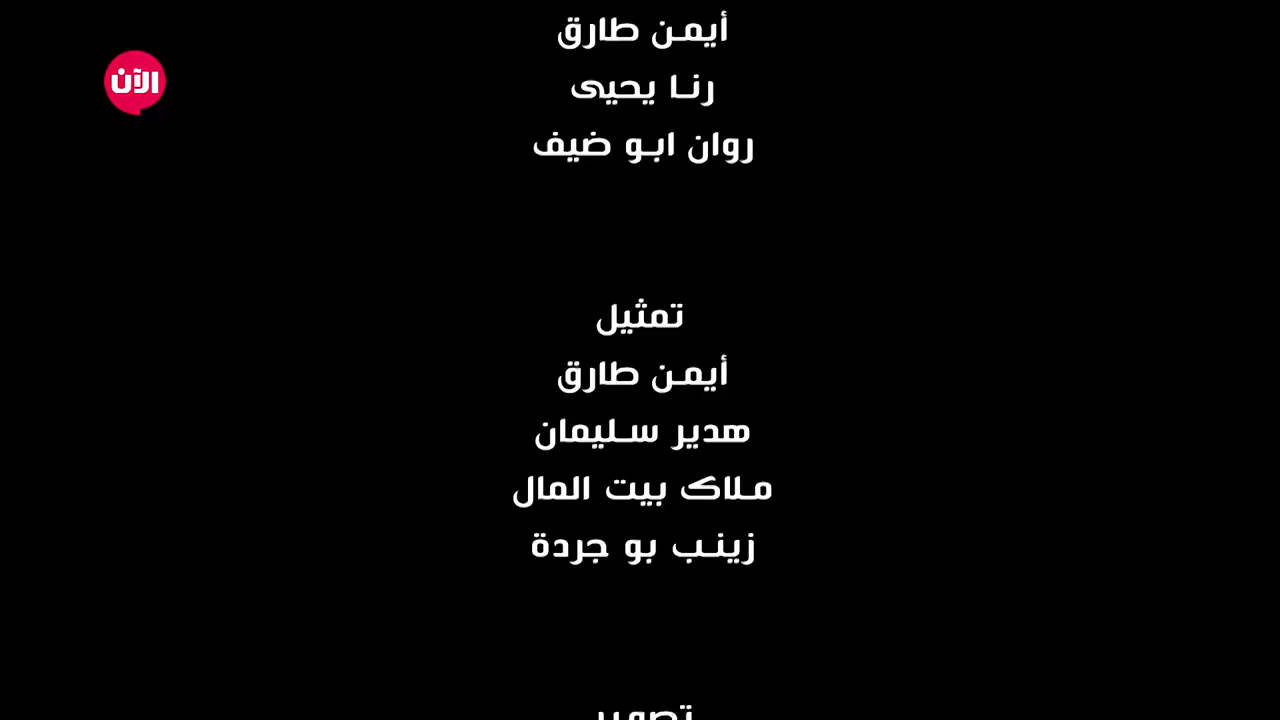 أيمن طارق
الآن
رنا يحيى
روان ابو ضيف
تمثيل
أيمن طارق
هدير سليمان
ملاك بيت المال
زينب بو جردة
تصوير